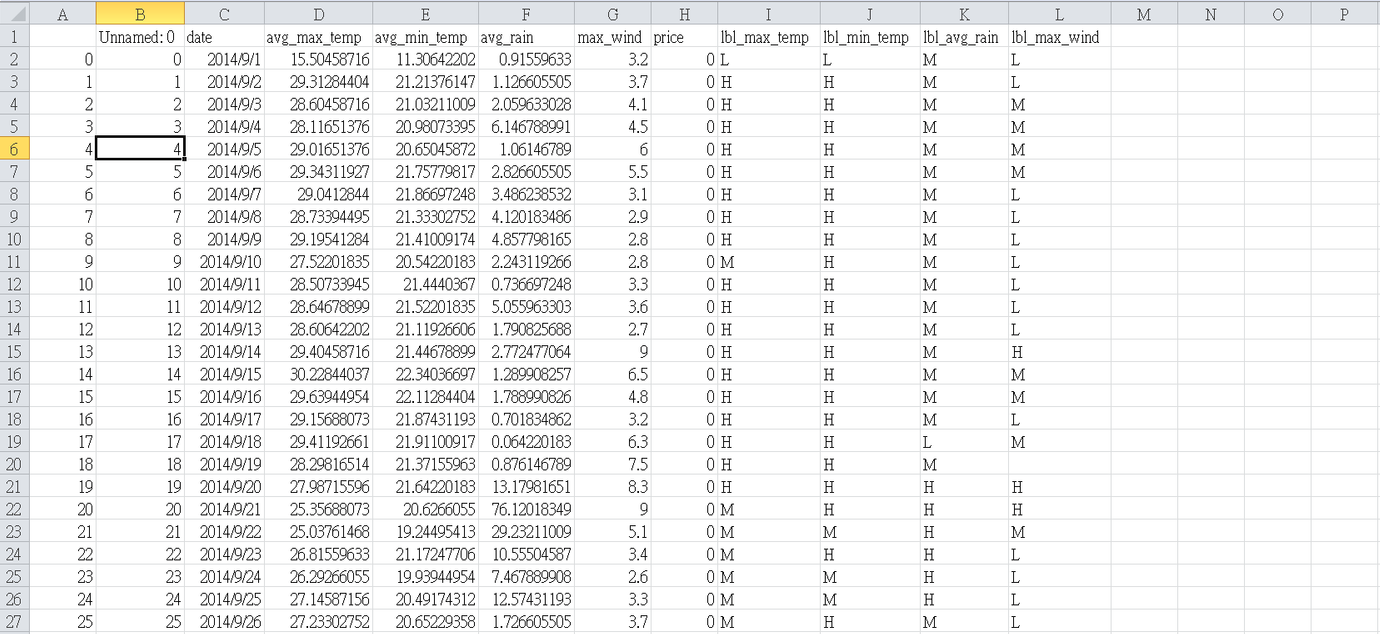 A B C D E F G H I J K L M N O P
1 Unnamed: 0 date avg_max_temp avg_min_temp avg_rain max_wind price lbl_max_temp lbl_min_temp lbl_avg_rain lbl_max_wind
2 0 0 2014/9/1 15.50458716 11.30642202 0.91559633 3.2 0 L L M L
3 1 1 2014/9/2 29.31284404 21.21376147 1.126605505 3.7 0 H H M L
4 2 2 2014/9/3 28.60458716 21.03211009 2.059633028 4.1 0 H H M M
5 3 3 2014/9/4 28.11651376 20.98073395 6.146788991 4.5 0 H H M M
6 4 4 2014/9/5 29.01651376 20.65045872 1.06146789 6 0 H H M M
7 5 5 2014/9/6 29.34311927 21.75779817 2.826605505 5.5 0 H H M M
8 6 6 2014/9/7 29.0412844 21.86697248 3.486238532 3.1 0 H H M L
9 7 7 2014/9/8 28.73394495 21.33302752 4.120183486 2.9 0 H H M L
10 8 8 2014/9/9 29.19541284 21.41009174 4.857798165 2.8 0 H H M L
11 9 9 2014/9/10 27.52201835 20.54220183 2.243119266 2.8 0 M H M L
12 10 10 2014/9/11 28.50733945 21.4440367 0.736697248 3.3 0 H H M L
13 11 11 2014/9/12 28.64678899 21.52201835 5.055963303 3.6 0 H H M L
14 12 12 2014/9/13 28.60642202 21.11926606 1.790825688 2.7 0 H H M L
15 13 13 2014/9/14 29.40458716 21.44678899 2.772477064 9 0 H H M H
16 14 14 2014/9/15 30.22844037 22.34036697 1.289908257 6.5 0 H H M M
17 15 15 2014/9/16 29.63944954 22.11284404 1.788990826 4.8 0 H H M M
18 16 16 2014/9/17 29.15688073 21.87431193 0.701834862 3.2 0 H H M L
19 17 17 2014/9/18 29.41192661 21.91100917 0.064220183 6.3 0 H H L M
20 18 18 2014/9/19 28.29816514 21.37155963 0.876146789 7.5 0 H H M
21 19 19 2014/9/20 27.98715596 21.64220183 13.17981651 8.3 0 H H H H
22 20 20 2014/9/21 25.35688073 20.6266055 76.12018349 9 0 M H H H
23 21 21 2014/9/22 25.03761468 19.24495413 29.23211009 5.1 0 M M H M
24 22 22 2014/9/23 26.81559633 21.17247706 10.55504587 3.4 0 M H H L
25 23 23 2014/9/24 26.29266055 19.93944954 7.467889908 2.6 0 M M H L
26 24 24 2014/9/25 27.14587156 20.49174312 12.57431193 3.3 0 M M H L
27 25 25 2014/9/26 27.23302752 20.65229358 1.726605505 3.7 0 M H M L